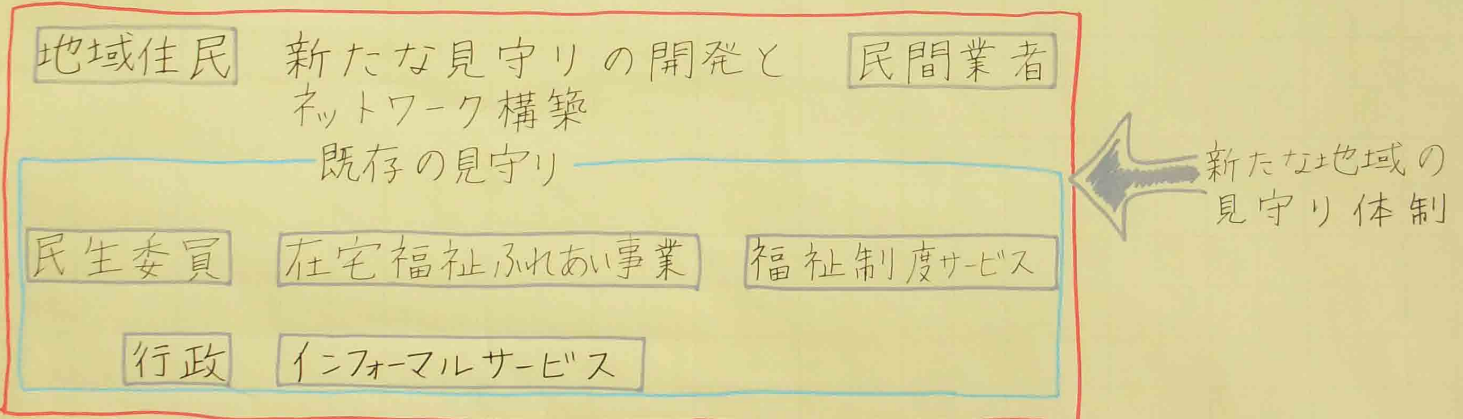 地域住民
新たな見守りの開発と
ネットワーク構築
民間業者
既存の見守り
民生委員
在宅福祉ふれあい事業
福祉制度サービス
行政
インフォーマルサービス
新たな地域の
見守り体制